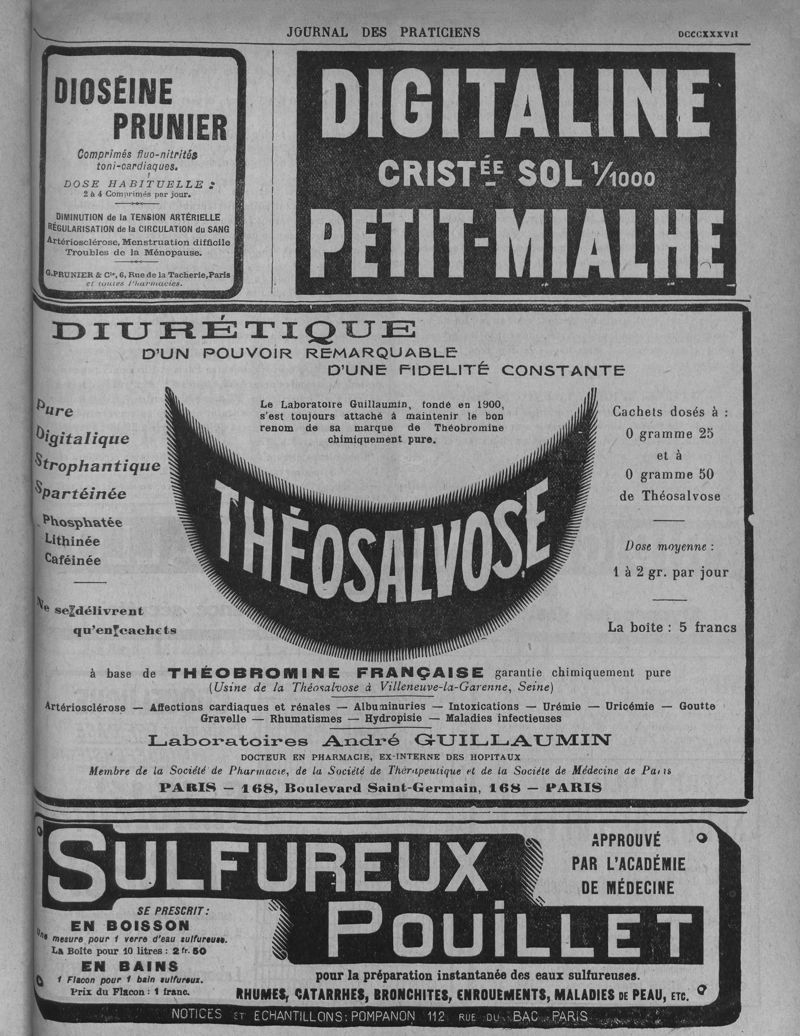 JOURNAL DES PRATICIENS
DCCCXXXVII
DIOSÉINE
PRUNIER
Comprimés fluo-nitrités
toni-cardiaques.
DOSE HABITUELLE :
2 à 4 Comprimés par jour.
DIMINUTION de la TENSION ARTÉRIELLE
RÉGULARISATION de la CIRCULATION du SANG
Artériosclérose, Menstruation difficile
Troubles de la Ménopause.
G. PRUNIER & Cie, 6, Rue de la Tacherie, Paris
et toutes Pharmacies.
DIGITALINE
CRISTÉE SOL 1/1000
PETIT-MIALHE
DIURÉTIQUE
D'UN POUVOIR REMARQUABLE
D'UNE FIDELITÉ CONSTANTE
Pure
Digitalique
Strophantique
Spartéinée
Phosphatée
Lithinée
Caféinée
Ne se délivrent
qu'en cachets
Le Laboratoire Guillaumin, fondé en 1900,
s'est toujours attaché à maintenir le bon
renom de sa marque de Théobromine
chimiquement pure.
THÉOSALVOSE
Cachets dosés à :
0 gramme 25
et à
0 gramme 50
de Théosalvose
Dose moyenne :
1 à 2 gr. par jour
La boite : 5 francs
à base de THÉOBROMINE FRANÇAISE garantie chimiquement pure
(Usine de la Théosalvose à Villeneuve-la-Garenne, Seine)
Artériosclérose — Affections cardiaques et rénales — Albuminuries — Intoxications — Urémie — Uricémie — Goutte
Gravelle — Rhumatismes — Hydropisie — Maladies infectieuses
Laboratoires André GUILLAUMIN
DOCTEUR EN PHARMACIE, EX-INTERNE DES HOPITAUX
Membre de la Société de Pharmacie, de la Société de Thérapeutique et de la Société de Médecine de Paris
PARIS — 168, Boulevard Saint-Germain, 168 — PARIS
SULFUREUX
POUILLET
APPROUVÉ
PAR L'ACADÉMIE
DE MÉDECINE
SE PRESCRIT :
EN BOISSON
Une mesure pour 1 verre d'eau sulfureuse.
La Boîte pour 10 litres : 2 fr. 50
EN BAINS
1 Flacon pour 1 bain sulfureux.
Prix du Flacon : 1 franc.
pour la préparation instantanée des eaux sulfureuses.
RHUMES, CATARRHES, BRONCHITES, ENROUEMENTS, MALADIES DE PEAU, ETC.
NOTICES ET ÉCHANTILLONS : POMPANON 112 RUE DU BAC PARIS